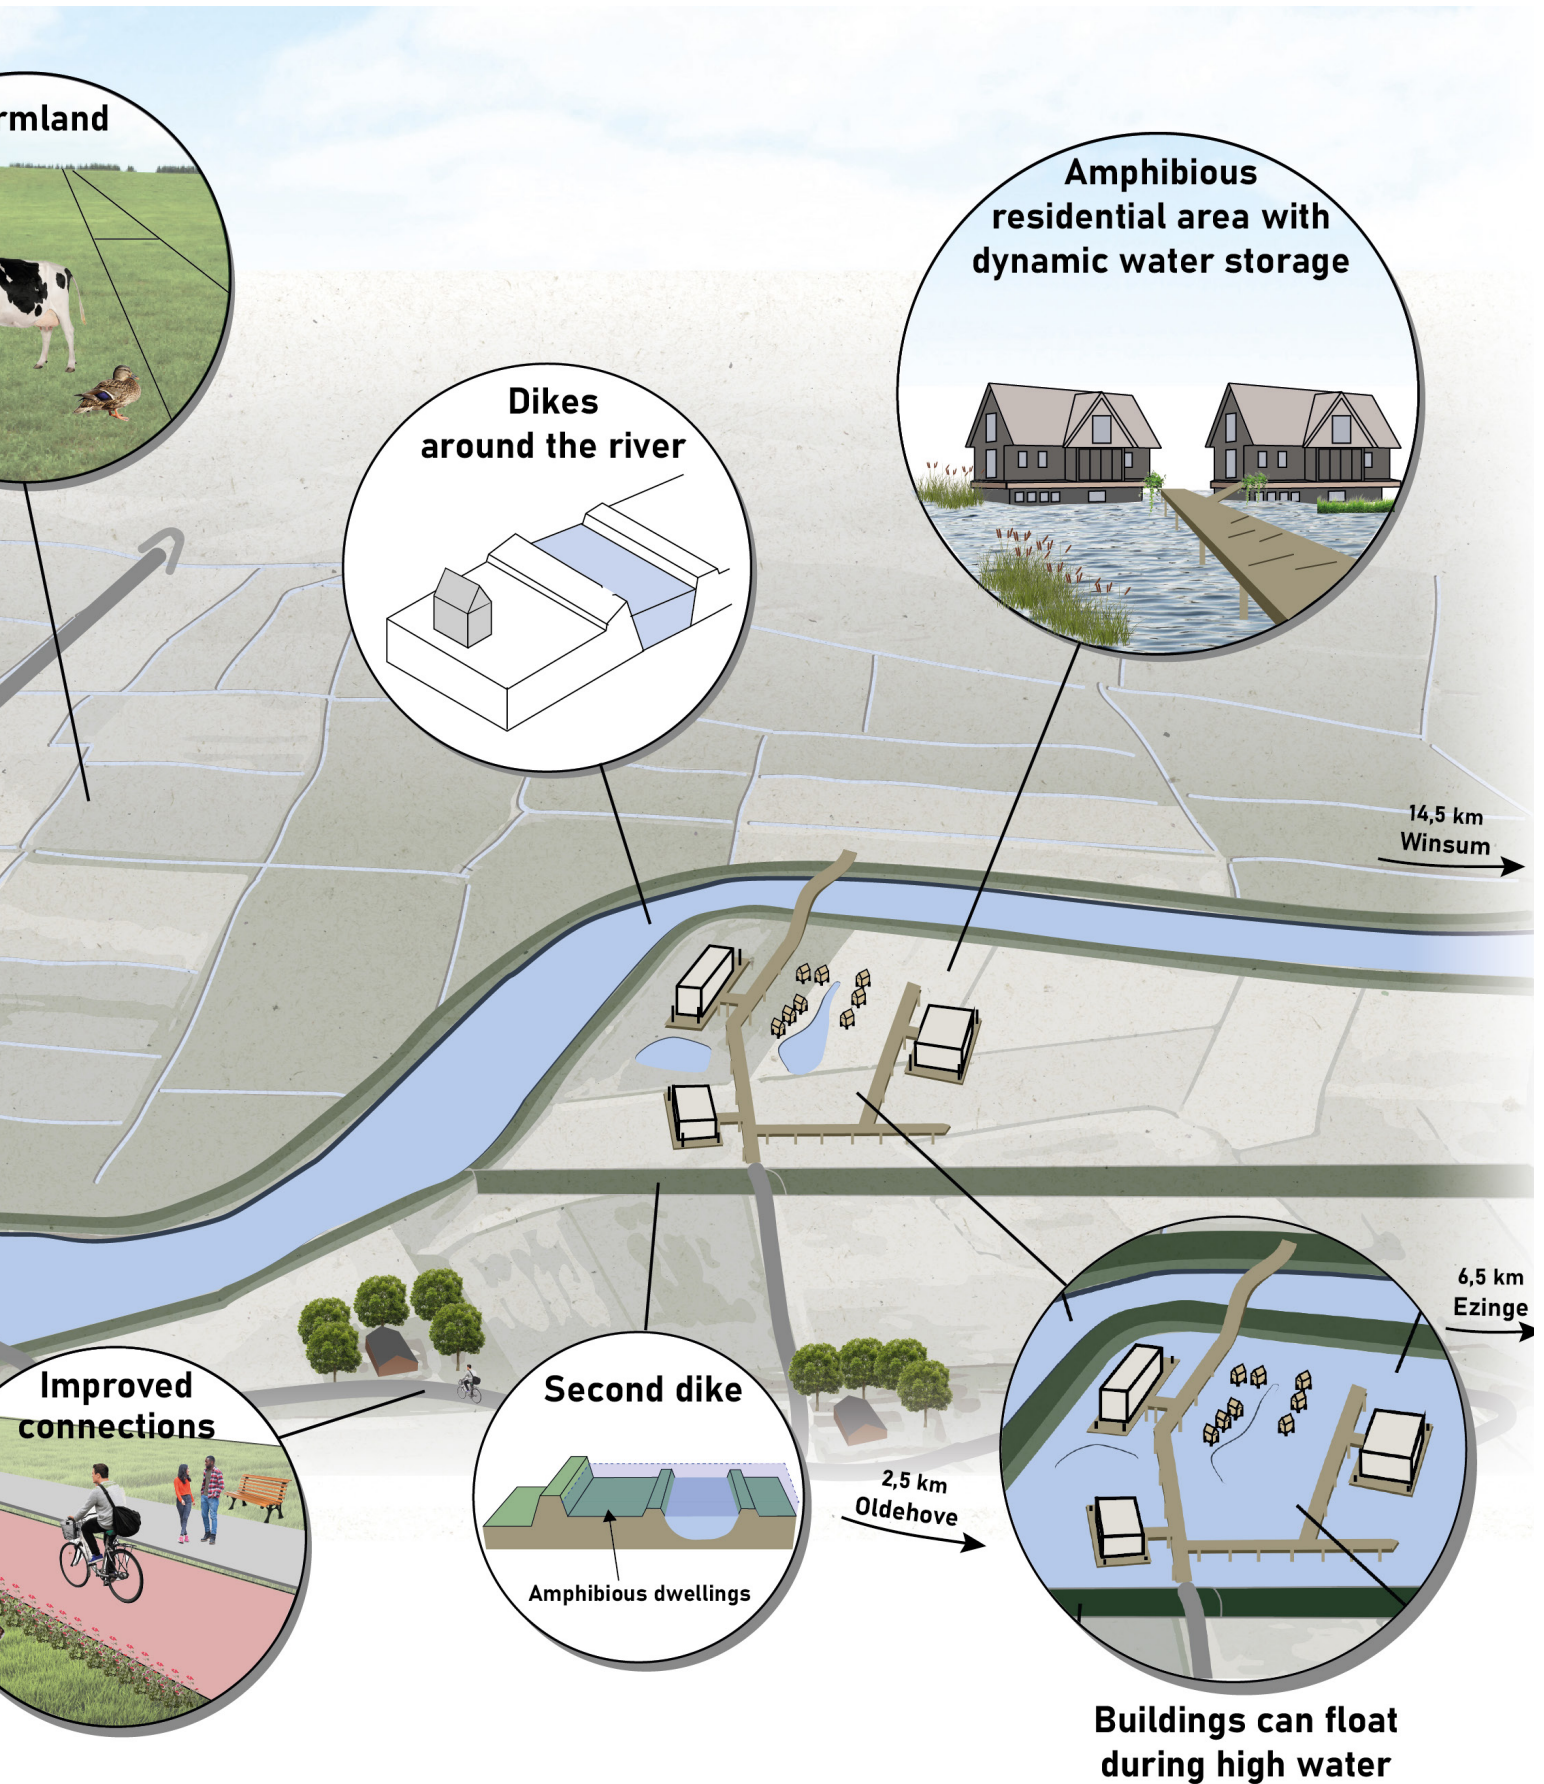 rmland
Amphibious
residential area with
dynamic water storage
Dikes
around the river
14,5 km
Winsum
6,5 km
Ezinge
Improved
connections
Second dike
Amphibious dwellings
2,5 km
Oldehove
Buildings can float
during high water